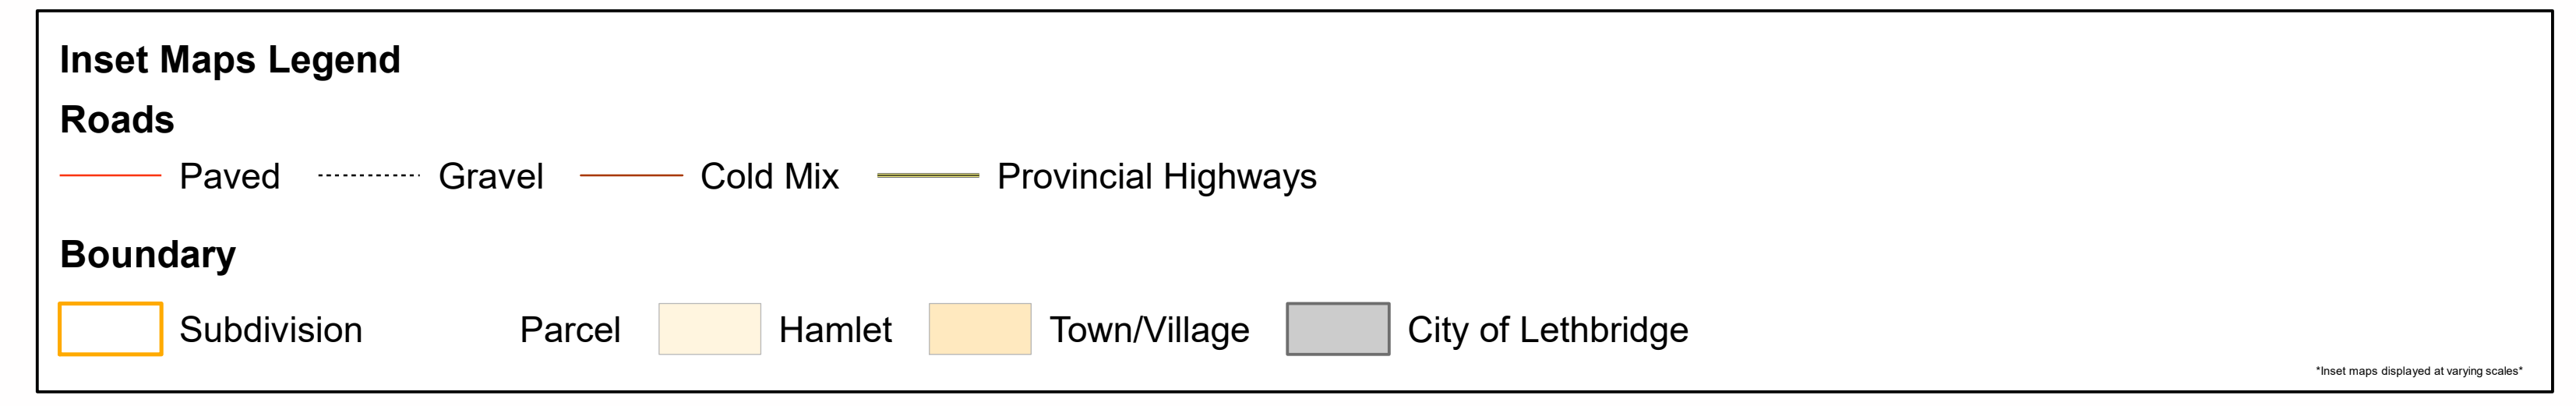 Inset Maps Legend
Roads
Paved Gravel Cold Mix Provincial Highways
Boundary
Subdivision Parcel Hamlet Town/Village City of Lethbridge
*Inset maps displayed at varying scales*